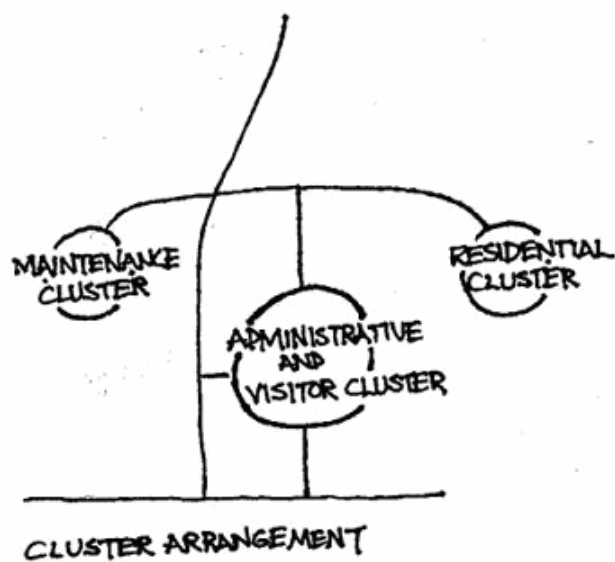 MAINTENANCE
CLUSTER
RESIDENTIAL
CLUSTER
ADMINISTRATIVE
AND
VISITOR CLUSTER
CLUSTER ARRANGEMENT